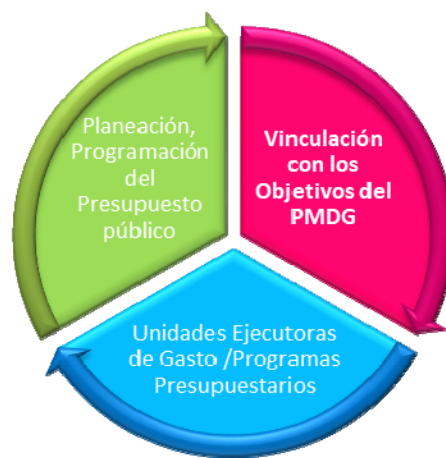 Planeación,
Programación
del
Presupuesto
público
Vinculación
con los
Objetivos del
PMDG
Unidades Ejecutoras
de Gasto /Programas
Presupuestarios